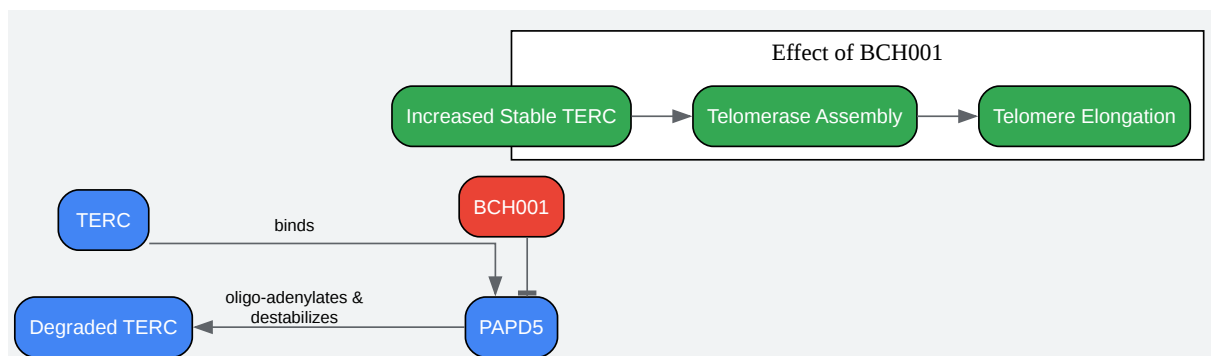 Effect of BCH001
Increased Stable TERC
Telomerase Assembly
Telomere Elongation
TERC
binds
BCH001
oligo-adenylates &
destabilizes
Degraded TERC
PAPD5